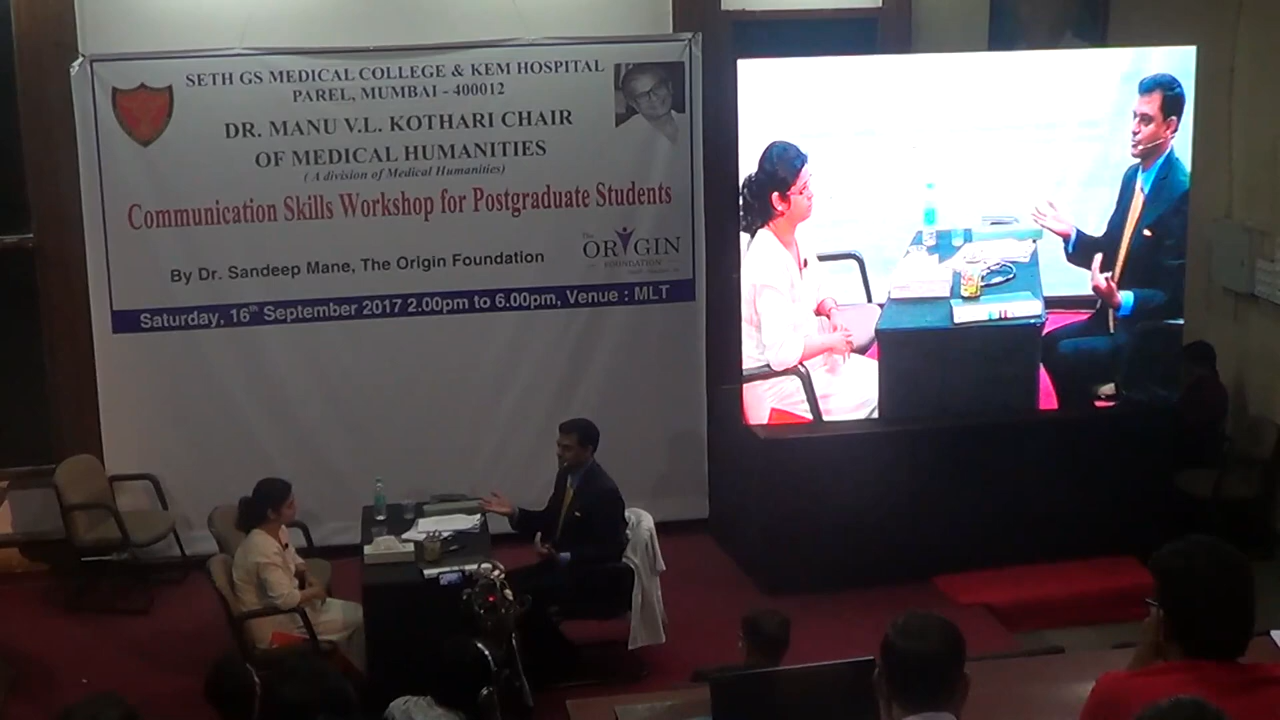 SETH GS MEDICAL COLLEGE & KEM HOSPITAL
PAREL, MUMBAI - 400012
DR. MANU V.L. KOTHARI CHAIR
OF MEDICAL HUMANITIES
( A division of Medical Humanities)
Communication Skills Workshop for Postgraduate Students
By Dr. Sandeep Mane, The Origin Foundation
The
ORIGIN
FOUNDATION
Saturday, 16th September 2017 2.00pm to 6.00pm, Venue : MLT